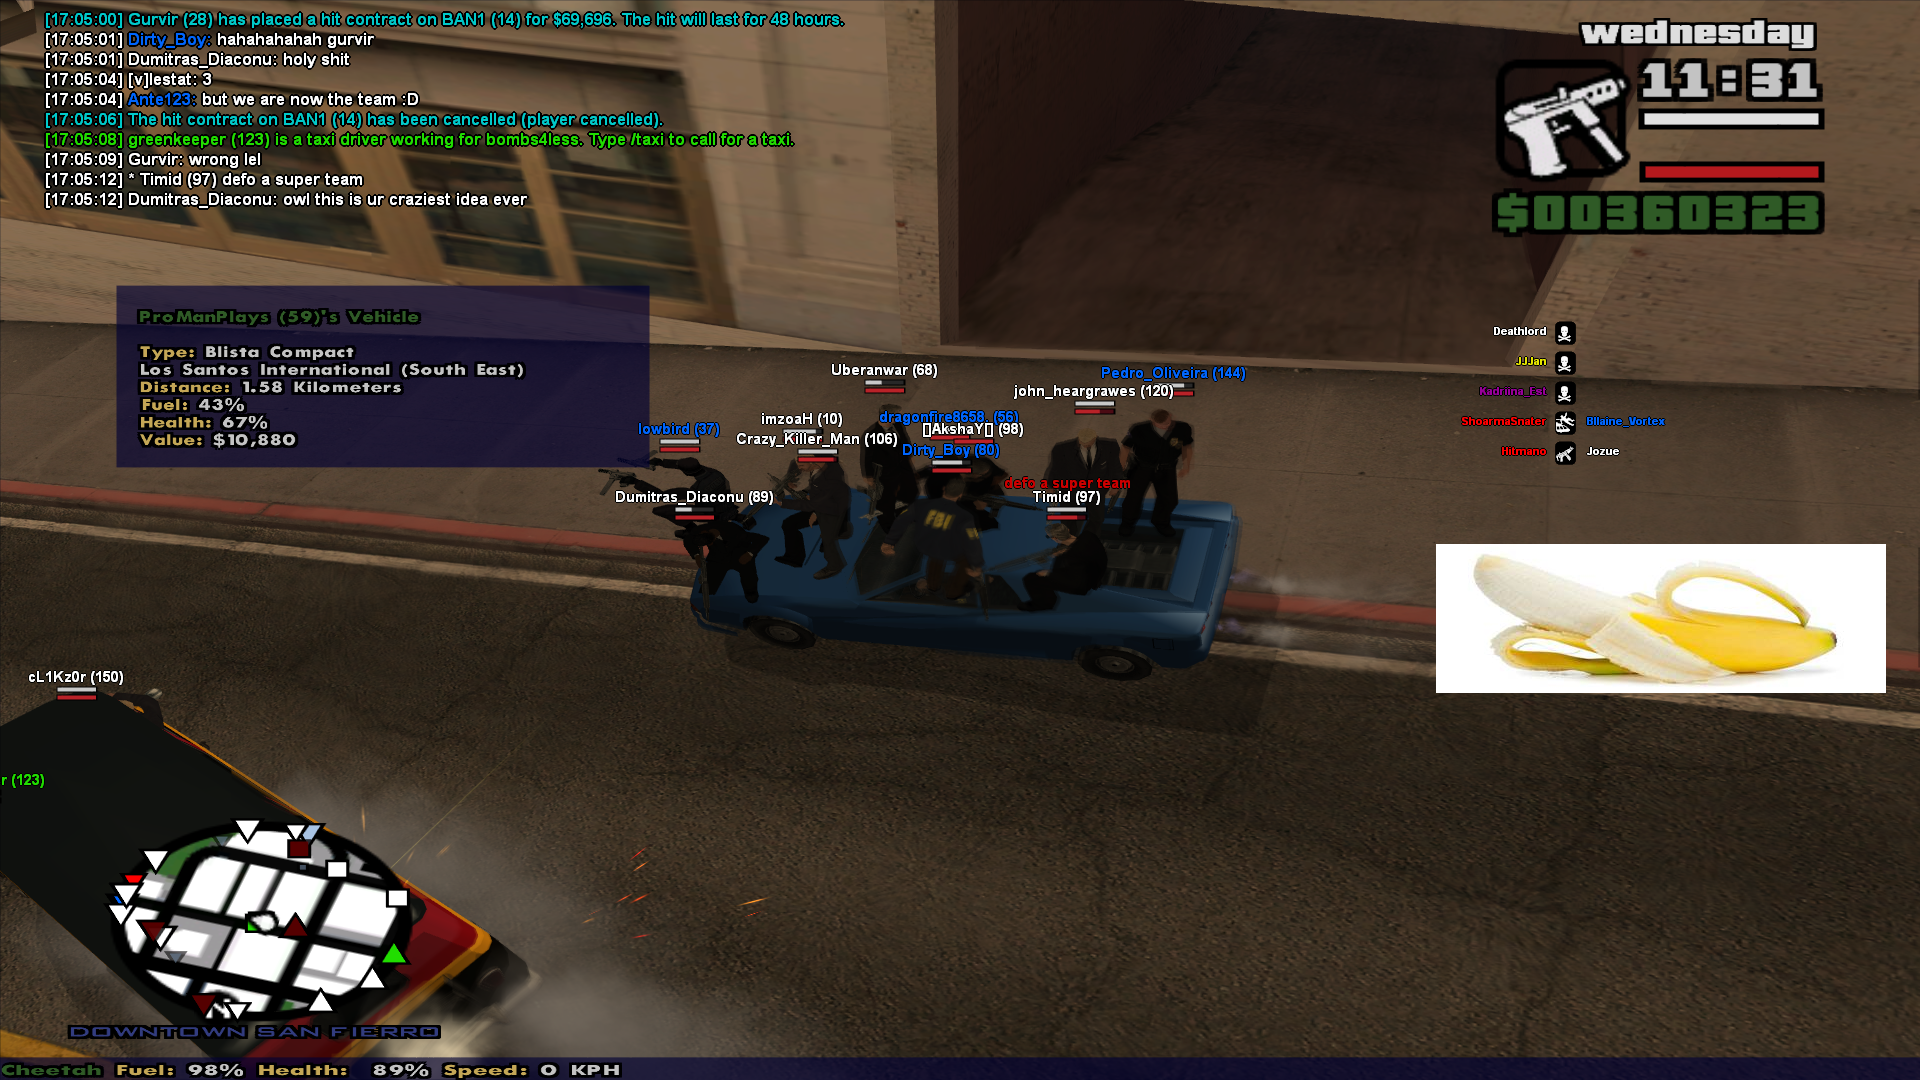 [17:05:00] Gurvir (28) has placed a hit contract on BAN1 (14) for $69,696. The hit will last for 48 hours.
[17:05:01] Dirty_Boy: hahahahahah gurvir
[17:05:01] Dumitras_Diaconu: holy shit
[17:05:04] [v]lestat: 3
[17:05:04] Ante123: but we are now the team :D
[17:05:06] The hit contract on BAN1 (14) has been cancelled (player cancelled).
[17:05:08] greenkeeper (123) is a taxi driver working for bombs4less. Type /taxi to call for a taxi.
[17:05:09] Gurvir: wrong lel
[17:05:12] * Timid (97) defo a super team
[17:05:12] Dumitras_Diaconu: owl this is ur craziest idea ever
wednesday
11:31
$00360323
ProManPlays (59)'s Vehicle
Type: Blista Compact
Los Santos International (South East)
Distance: 1.58 Kilometers
Fuel: 43%
Health: 67%
Value: $10,880
Deathlord
JJJan
Kadriina_Est
ShoarmaSnater Bllaine_Vortex
Hitmano Jozue
Uberanwar (68)
Pedro_Oliveira (144)
john_heargrawes (120)
imzoaH (10)
dragonfire8658. (56)
lowbird (37)
[]AkshaY[] (98)
Crazy_Killer_Man (106)
Dirty_Boy (80)
defo a super team
Dumitras_Diaconu (89)
Timid (97)
FBI
cL1Kz0r (150)
r (123)
DOWNTOWN SAN FIERRO
Cheetah Fuel: 98% Health: 89% Speed: 0 KPH